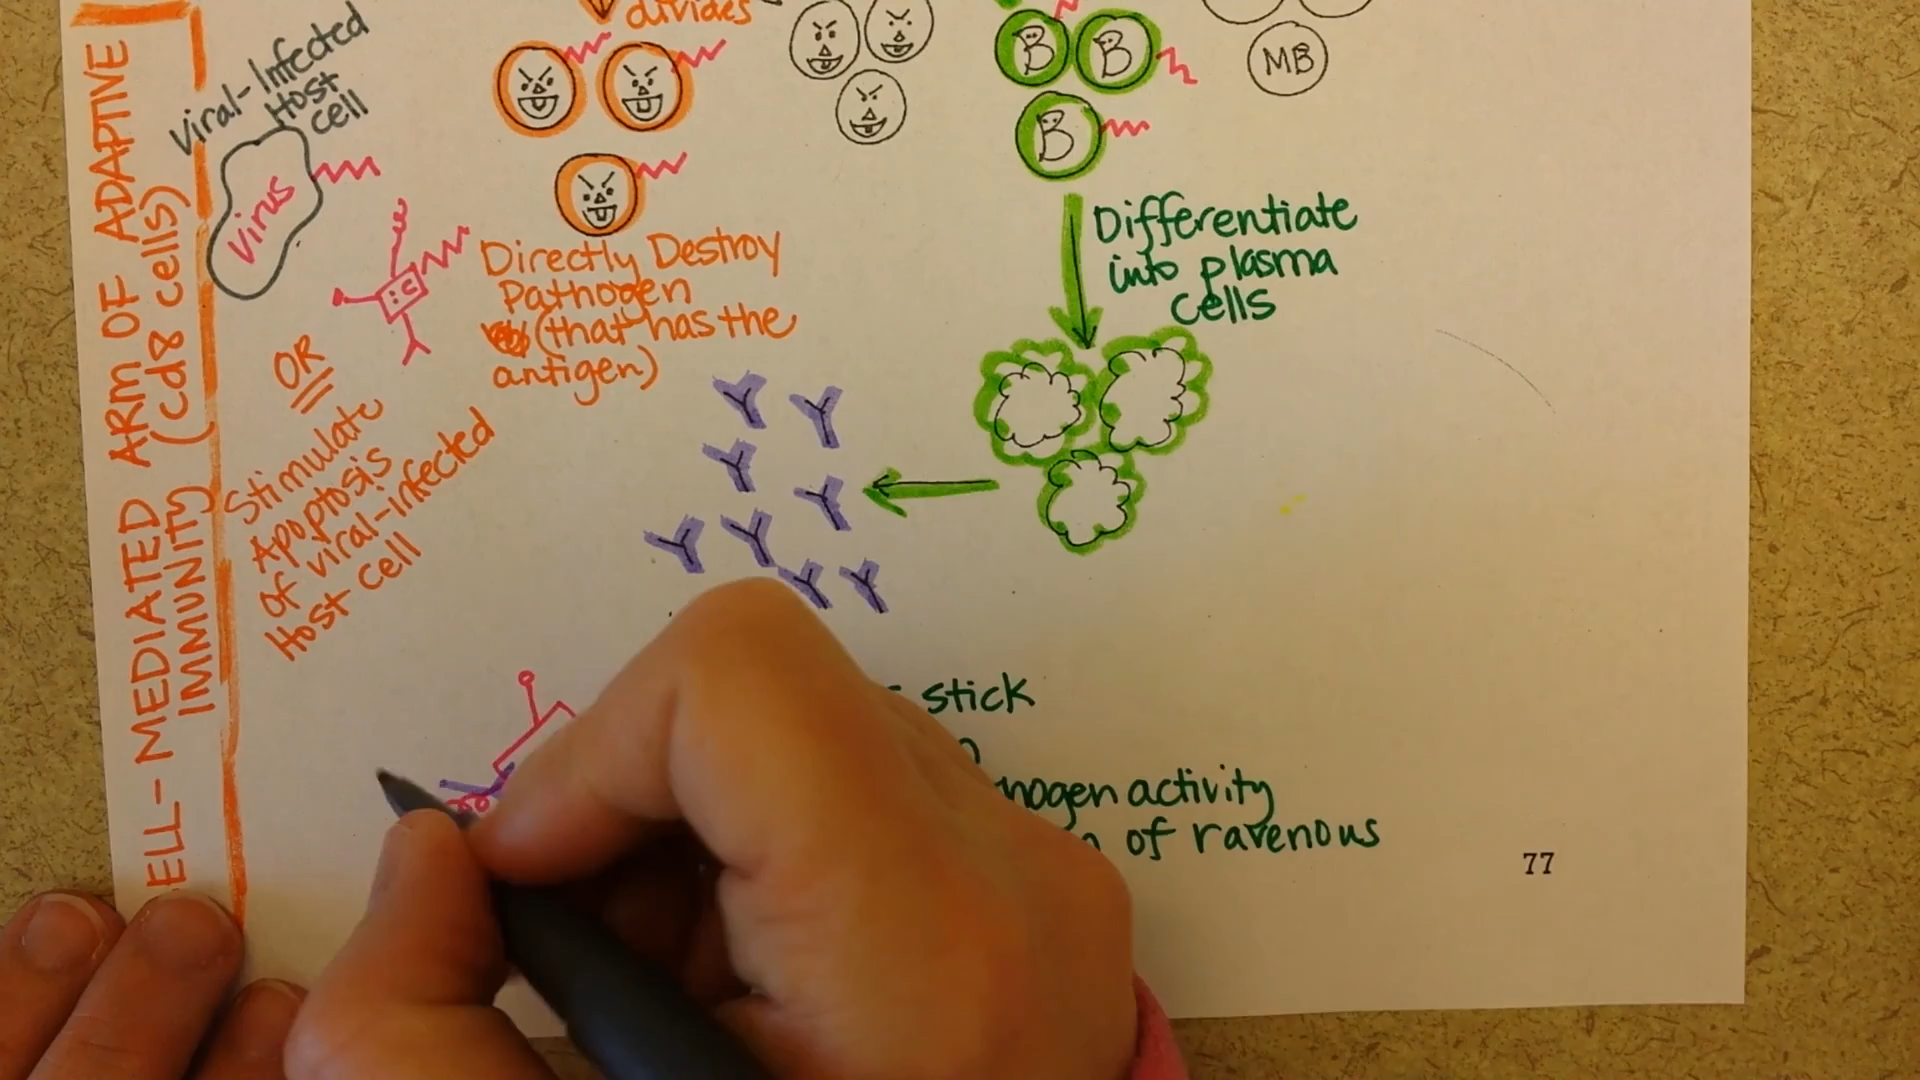 divides
MB
B
B
B
Viral-Infected
Host
cell
Virus
:C
Directly Destroy
Pathogen
(that has the
antigen)
OR
Stimulate
Apoptosis
of viral-infected
Host cell
Differentiate
into plasma
cells
stick
activity
of ravenous
77
MEDIATED ARM OF ADAPTIVE
IMMUNITY (cd8 cells)